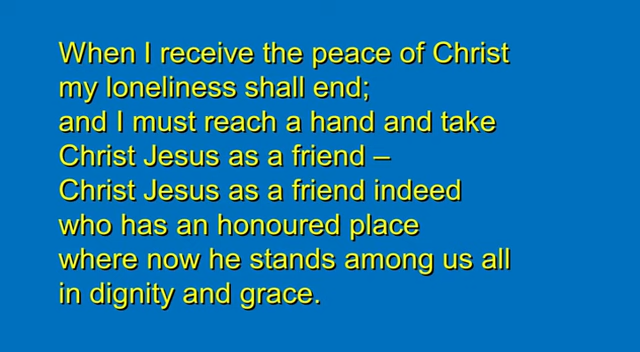 When I receive the peace of Christ
my loneliness shall end;
and I must reach a hand and take
Christ Jesus as a friend –
Christ Jesus as a friend indeed
who has an honoured place
where now he stands among us all
in dignity and grace.